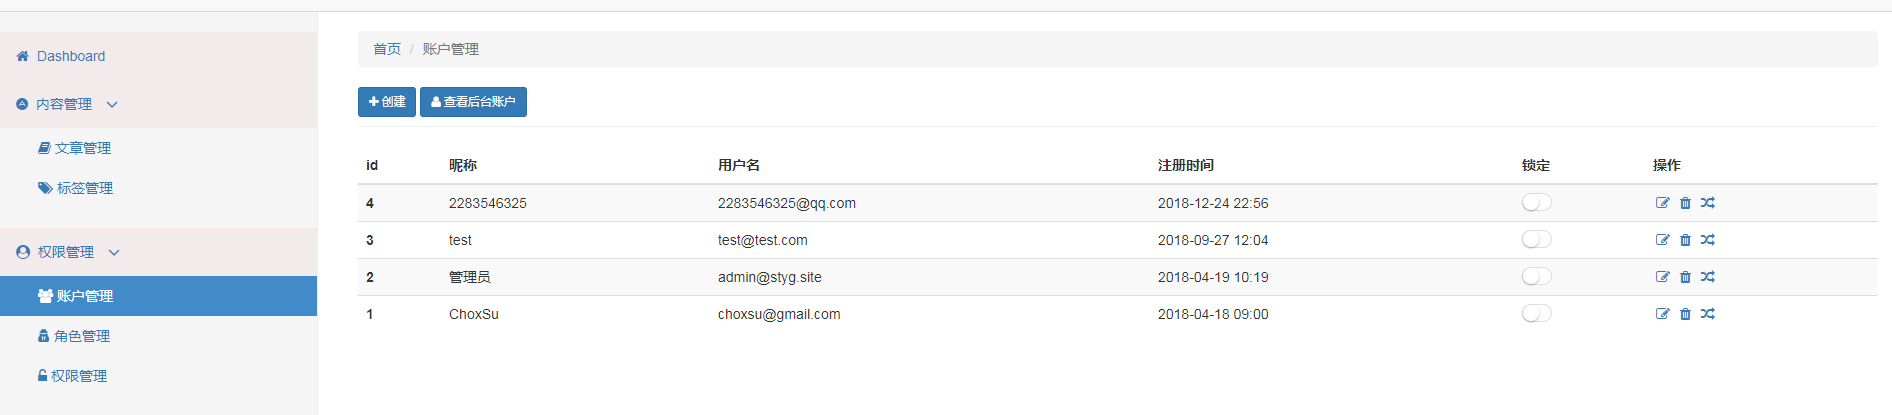 Dashboard
内容管理
文章管理
标签管理
权限管理
账户管理
角色管理
权限管理
首页 / 账户管理
创建 查看后台账户
id 昵称 用户名 注册时间 锁定 操作
4 2283546325 2283546325@qq.com 2018-12-24 22:56
3 test test@test.com 2018-09-27 12:04
2 管理员 admin@styg.site 2018-04-19 10:19
1 ChoxSu choxsu@gmail.com 2018-04-18 09:00